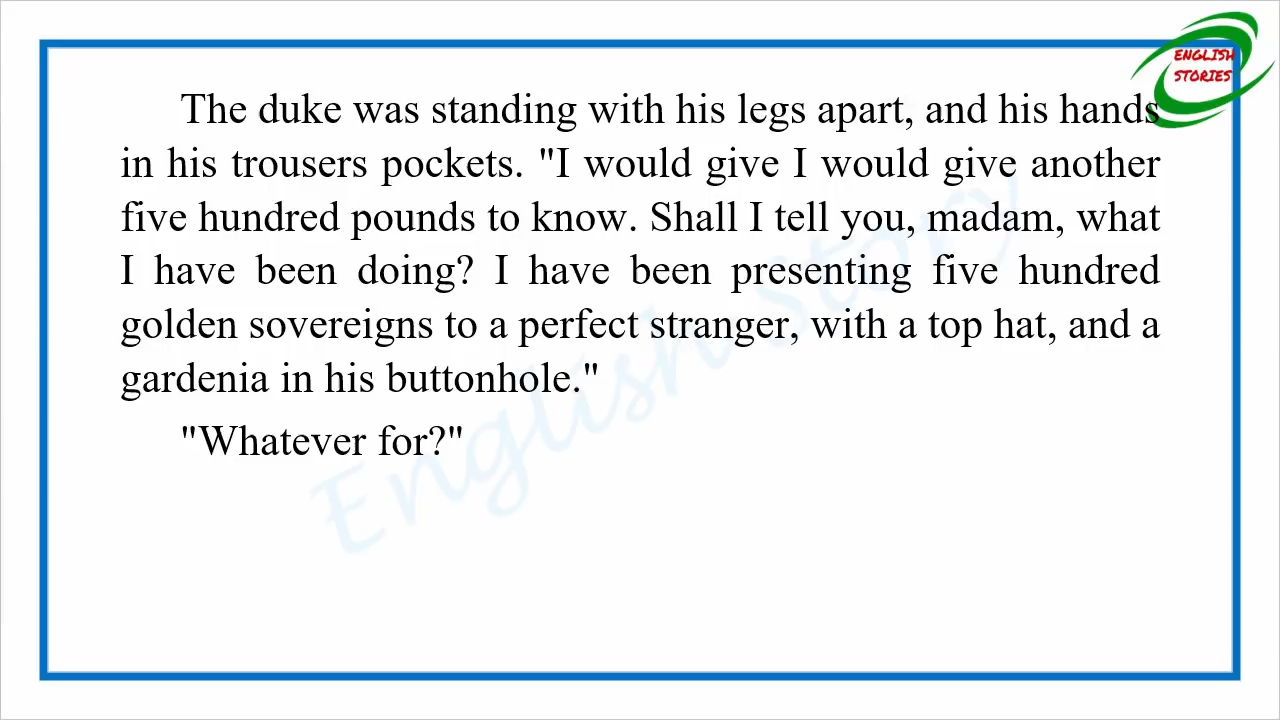 ENGLISH
STORIES
The duke was standing with his legs apart, and his hands
in his trousers pockets. "I would give I would give another
five hundred pounds to know. Shall I tell you, madam, what
I have been doing? I have been presenting five hundred
golden sovereigns to a perfect stranger, with a top hat, and a
gardenia in his buttonhole."
"Whatever for?"
English Story